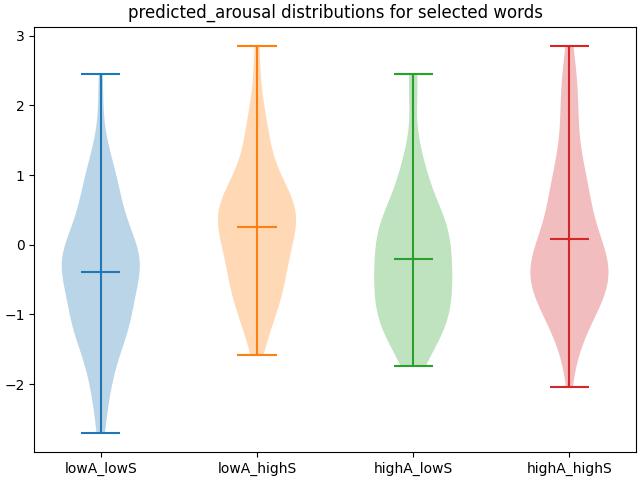 predicted_arousal distributions for selected words
3
2
1
0
−1
−2
lowA_lowS
lowA_highS
highA_lowS
highA_highS